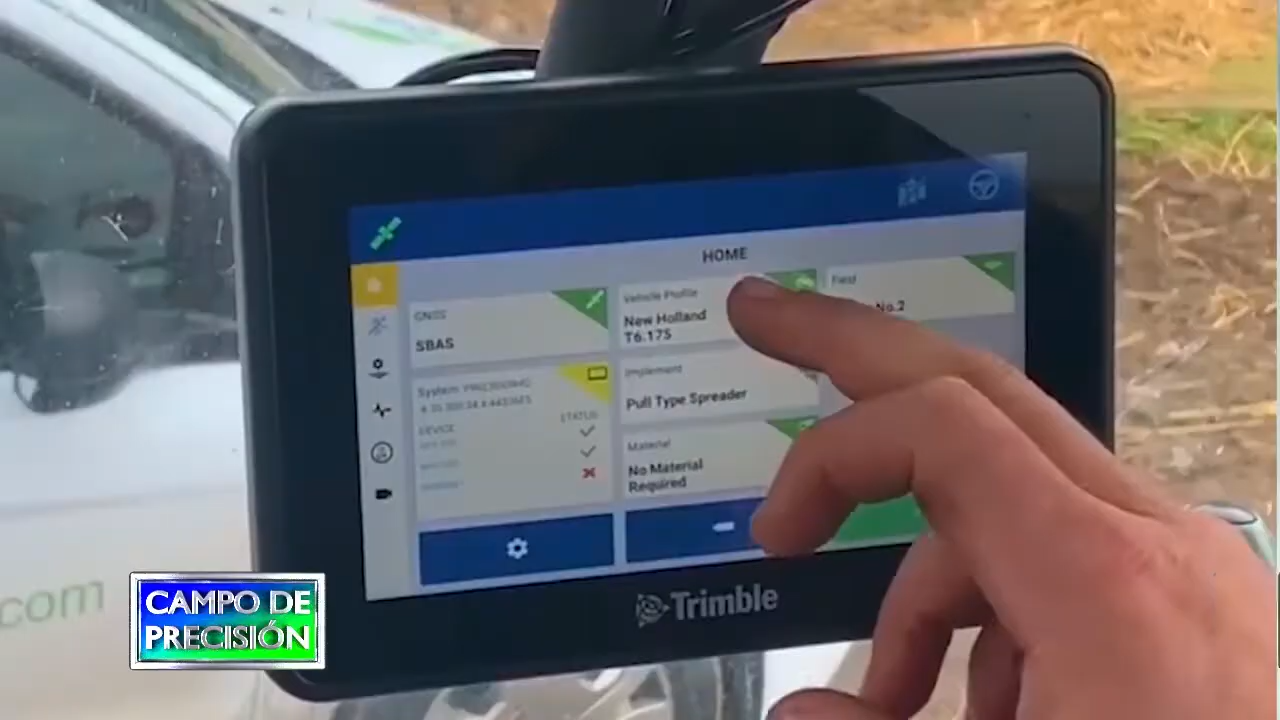 HOME
GNSS
SBAS
Vehicle Profile
New Holland
T6.175
Field
No.2
System
STATUS
DEVICE
Implement
Pull Type Spreader
Material
No Material
Required
Trimble
.com
CAMPO DE
PRECISIÓN